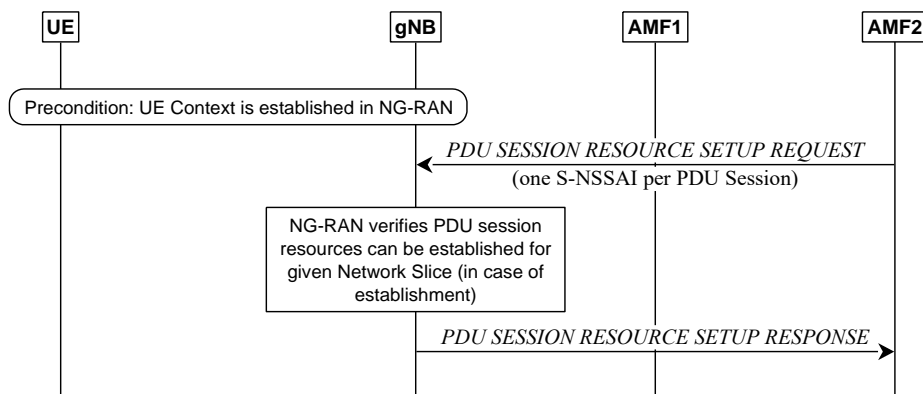 UE
gNB
AMF1
AMF2
Precondition: UE Context is established in NG-RAN
PDU SESSION RESOURCE SETUP REQUEST
(one S-NSSAI per PDU Session)
NG-RAN verifies PDU session
resources can be established for
given Network Slice (in case of
establishment)
PDU SESSION RESOURCE SETUP RESPONSE